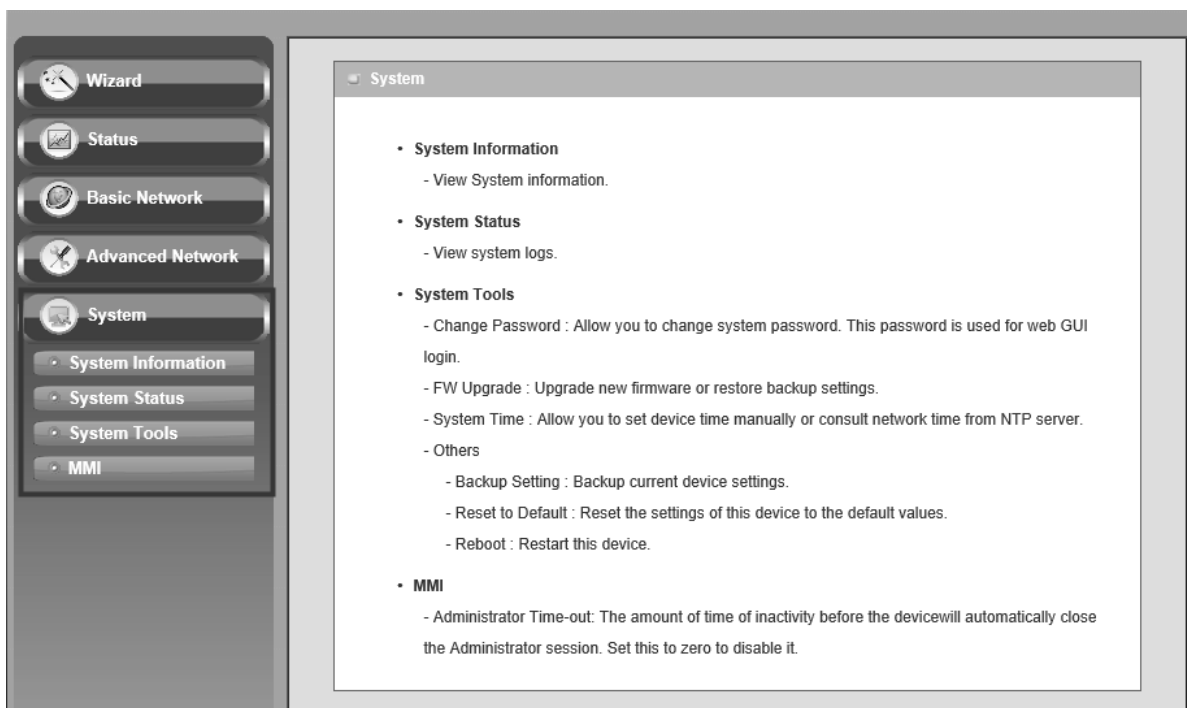 Wizard
Status
Basic Network
Advanced Network
System
System Information
System Status
System Tools
MMI
System
• System Information
- View System information.
• System Status
- View system logs.
• System Tools
- Change Password : Allow you to change system password. This password is used for web GUI
login.
- FW Upgrade : Upgrade new firmware or restore backup settings.
- System Time : Allow you to set device time manually or consult network time from NTP server.
- Others
- Backup Setting : Backup current device settings.
- Reset to Default : Reset the settings of this device to the default values.
- Reboot : Restart this device.
• MMI
- Administrator Time-out: The amount of time of inactivity before the devicewill automatically close
the Administrator session. Set this to zero to disable it.